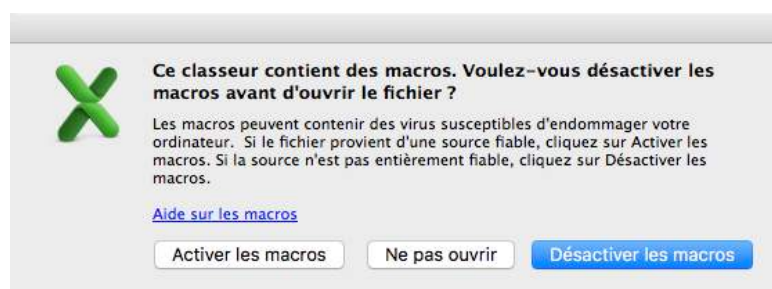 Ce classeur contient des macros. Voulez-vous désactiver les
macros avant d'ouvrir le fichier ?
Les macros peuvent contenir des virus susceptibles d'endommager votre
ordinateur. Si le fichier provient d'une source fiable, cliquez sur Activer les
macros. Si la source n'est pas entièrement fiable, cliquez sur Désactiver les
macros.
Aide sur les macros
Activer les macros Ne pas ouvrir Désactiver les macros